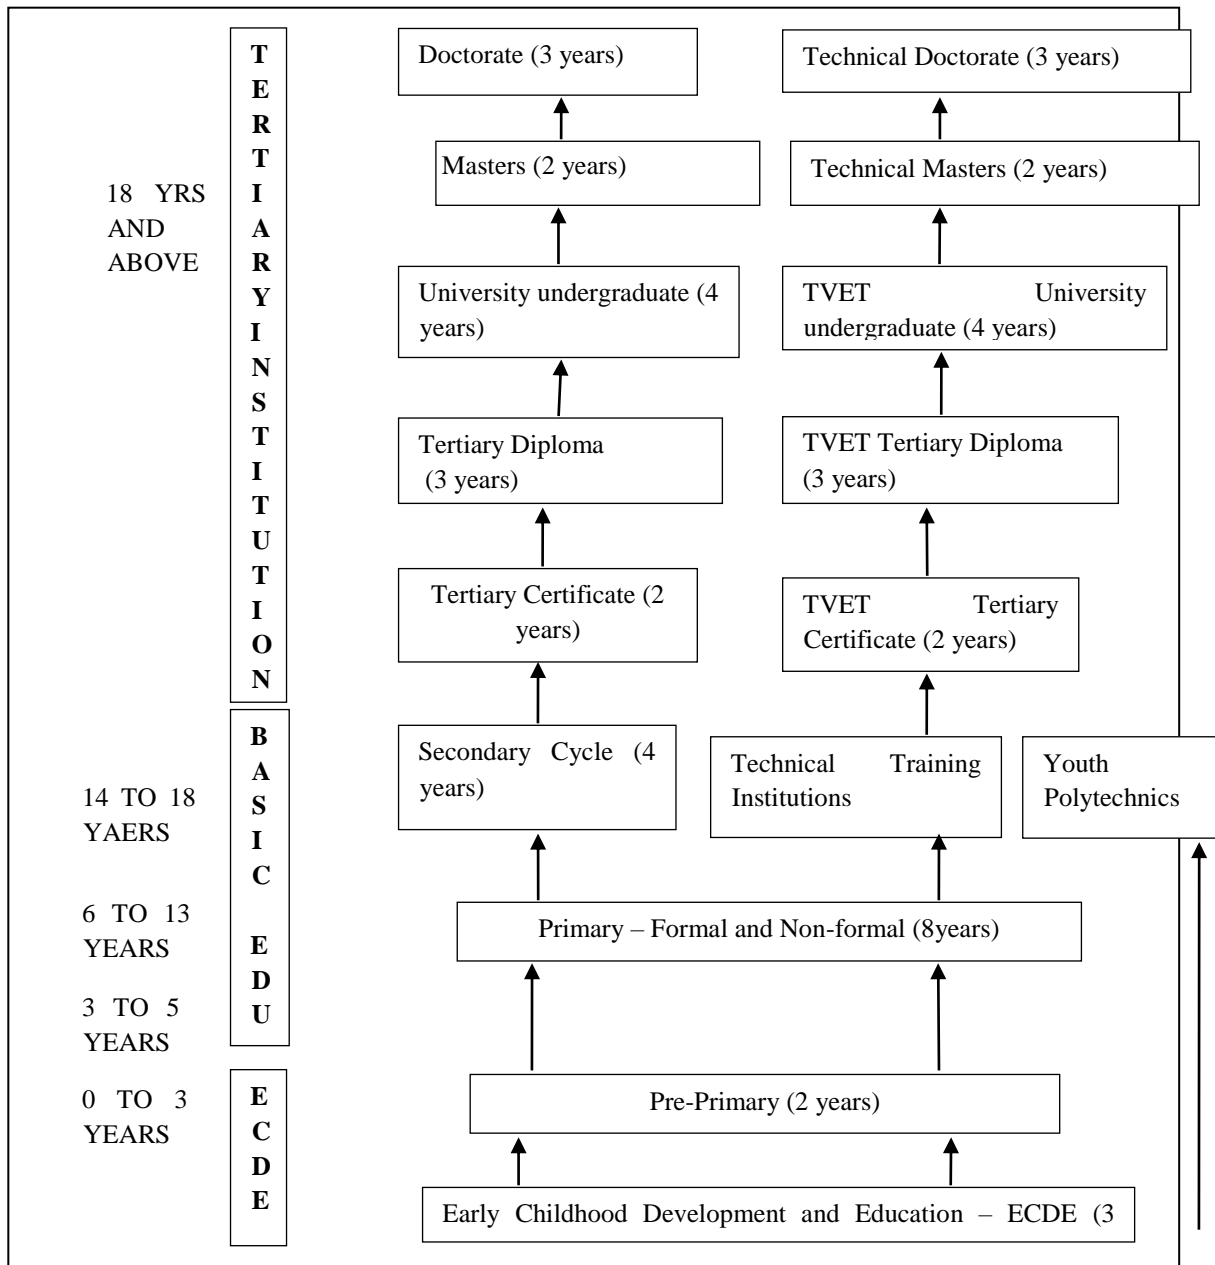 TERTIARYINSTITUTION
BASIC EDU
ECDE
18 YRS
AND
ABOVE
14 TO 18
YAERS
6 TO 13
YEARS
3 TO 5
YEARS
0 TO 3
YEARS
Doctorate (3 years)
Technical Doctorate (3 years)
Masters (2 years)
Technical Masters (2 years)
University undergraduate (4
years)
TVET University
undergraduate (4 years)
Tertiary Diploma
(3 years)
TVET Tertiary Diploma
(3 years)
Tertiary Certificate (2
years)
TVET Tertiary
Certificate (2 years)
Secondary Cycle (4
years)
Technical Training
Institutions
Youth
Polytechnics
Primary – Formal and Non-formal (8years)
Pre-Primary (2 years)
Early Childhood Development and Education – ECDE (3